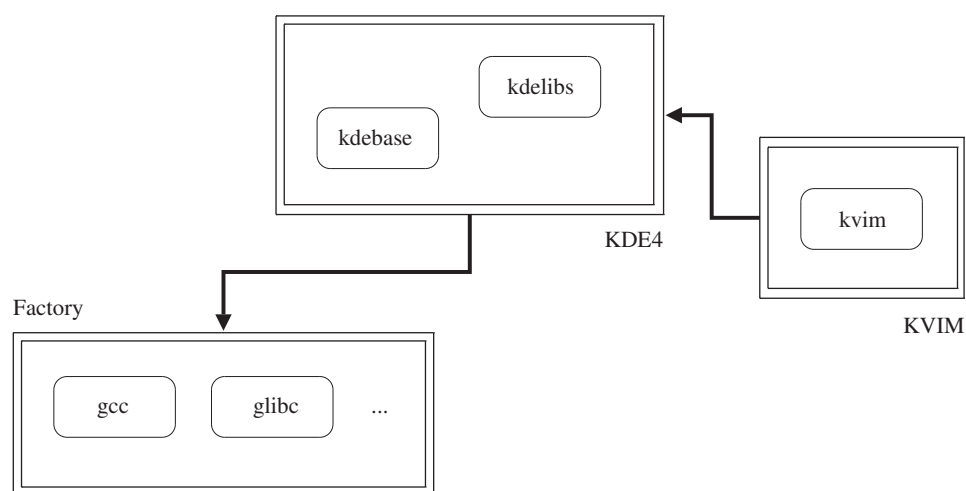 kdelibs
kdebase
kvim
KDE4
Factory
KVIM
gcc
glibc
...